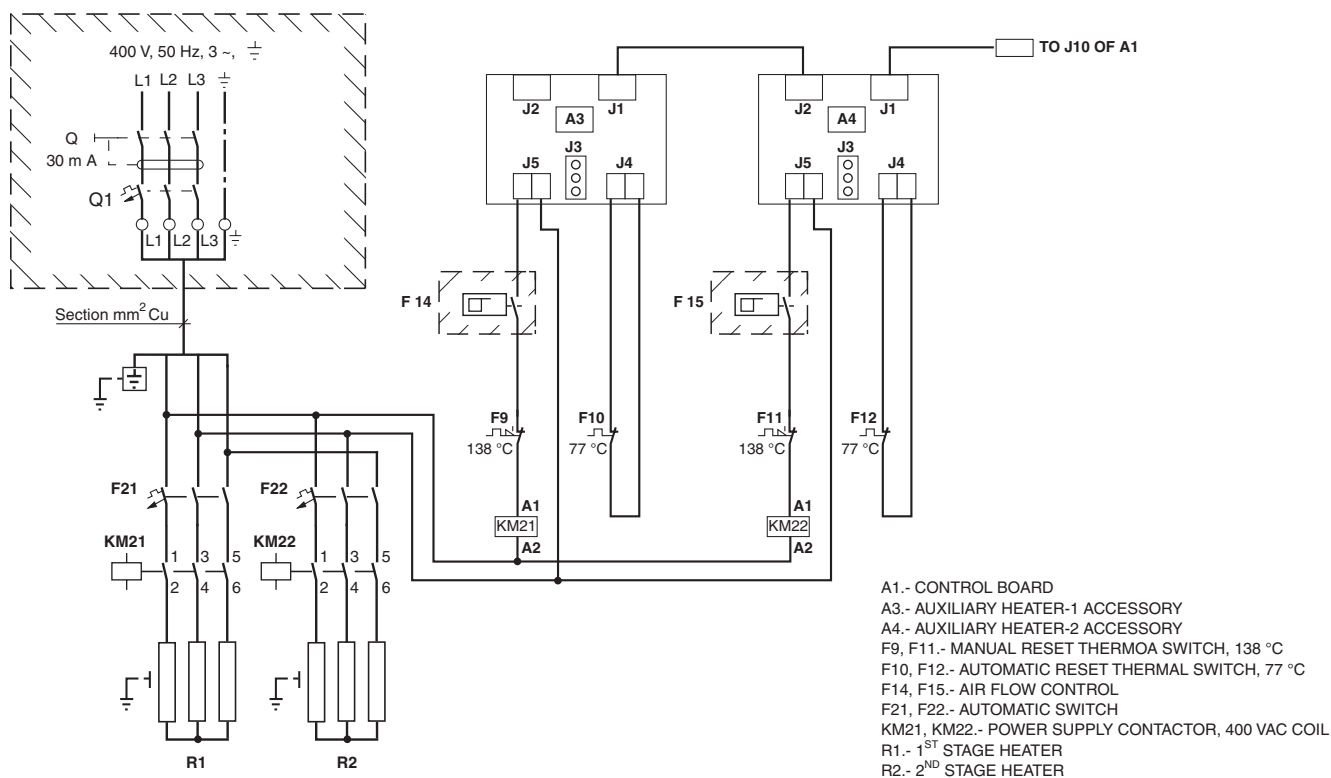 400 V, 50 Hz, 3 ~,
L1 L2 L3
Q
30 m A
Q1
L1 L2 L3
Section mm² Cu
TO J10 OF A1
J2 J1
A3
J3
J5 J4
J2 J1
A4
J3
J5 J4
F 14
F 15
F9
138 °C
F10
77 °C
F11
138 °C
F12
77 °C
A1
KM21
A2
A1
KM22
A2
F21
F22
KM21
1 3 5
2 4 6
KM22
1 3 5
2 4 6
R1
R2
A1.- CONTROL BOARD
A3.- AUXILIARY HEATER-1 ACCESSORY
A4.- AUXILIARY HEATER-2 ACCESSORY
F9, F11.- MANUAL RESET THERMOA SWITCH, 138 °C
F10, F12.- AUTOMATIC RESET THERMAL SWITCH, 77 °C
F14, F15.- AIR FLOW CONTROL
F21, F22.- AUTOMATIC SWITCH
KM21, KM22.- POWER SUPPLY CONTACTOR, 400 VAC COIL
R1.- 1ST STAGE HEATER
R2.- 2ND STAGE HEATER